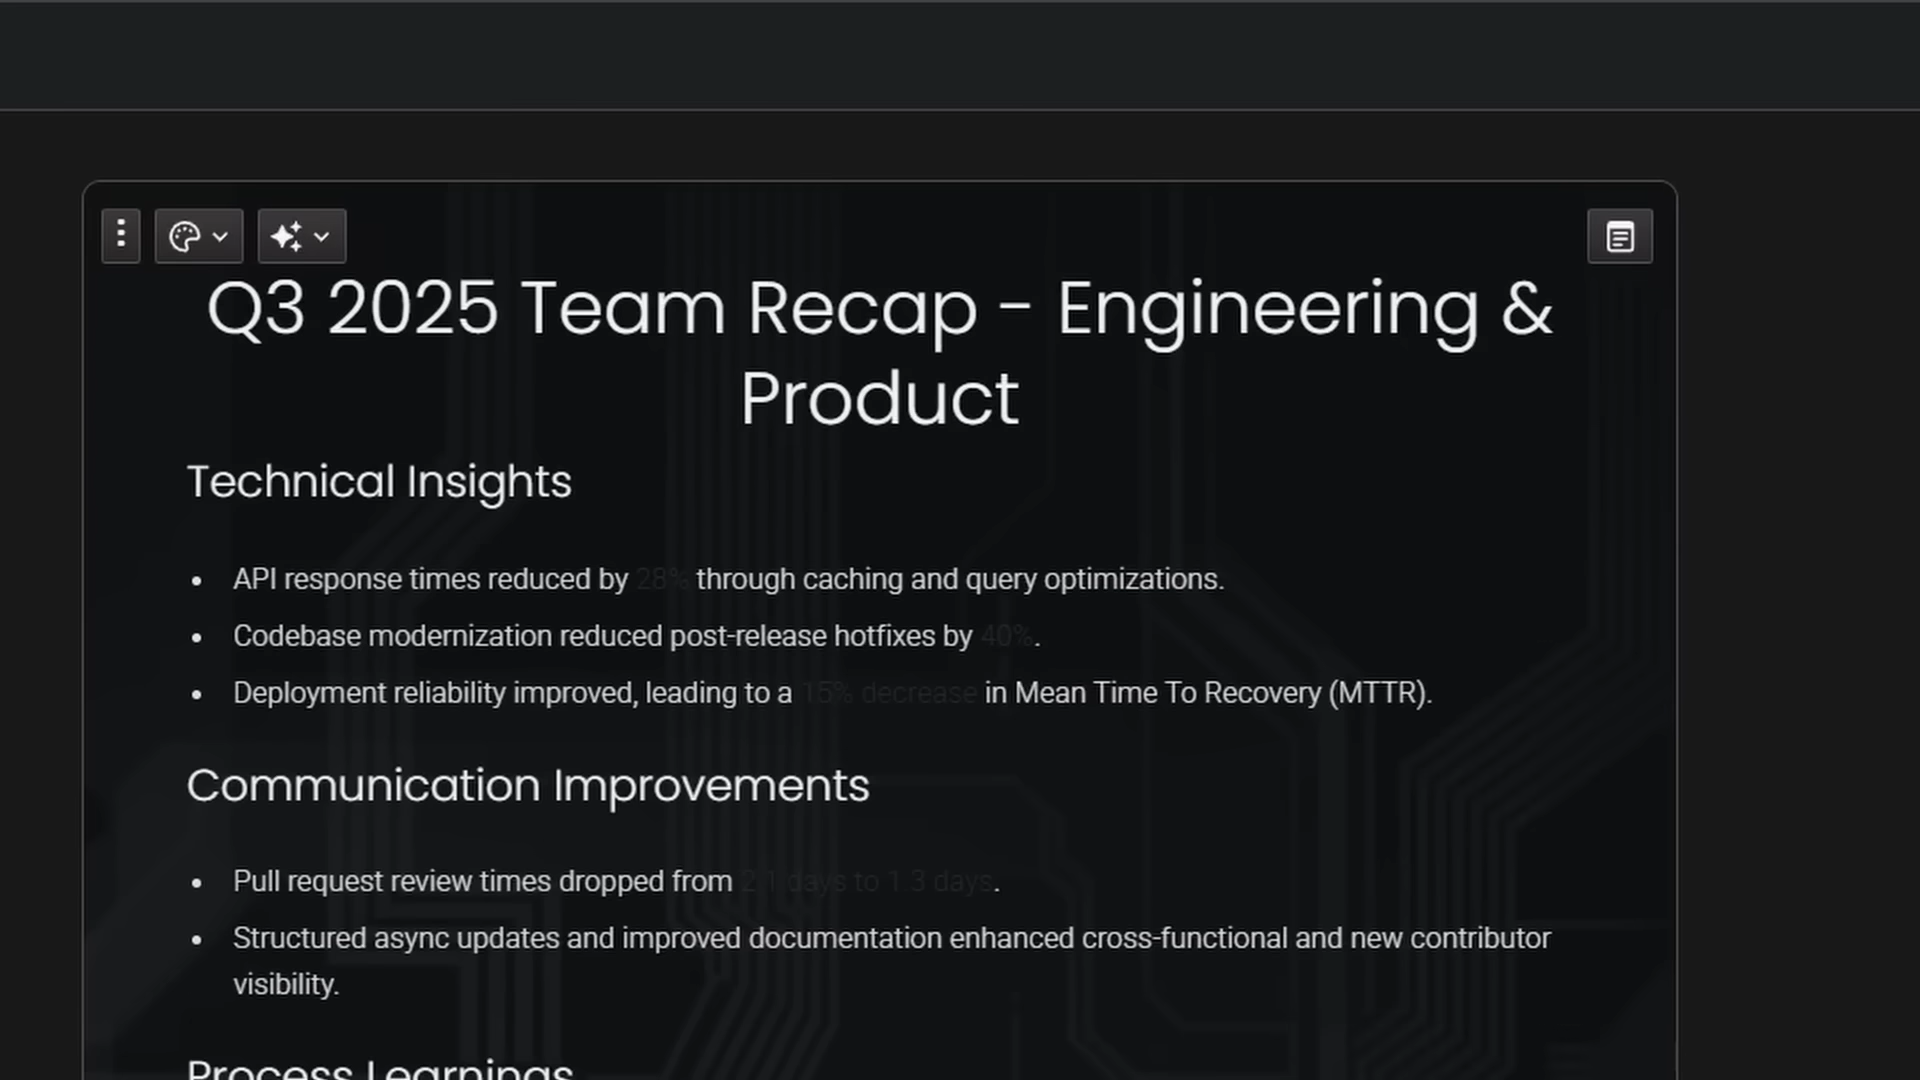 Q3 2025 Team Recap - Engineering &
Product
Technical Insights
API response times reduced by 28% through caching and query optimizations.
Codebase modernization reduced post-release hotfixes by 40%.
Deployment reliability improved, leading to a 15% decrease in Mean Time To Recovery (MTTR).
Communication Improvements
Pull request review times dropped from 2.1 days to 1.3 days.
Structured async updates and improved documentation enhanced cross-functional and new contributor
visibility.
Process Learnings